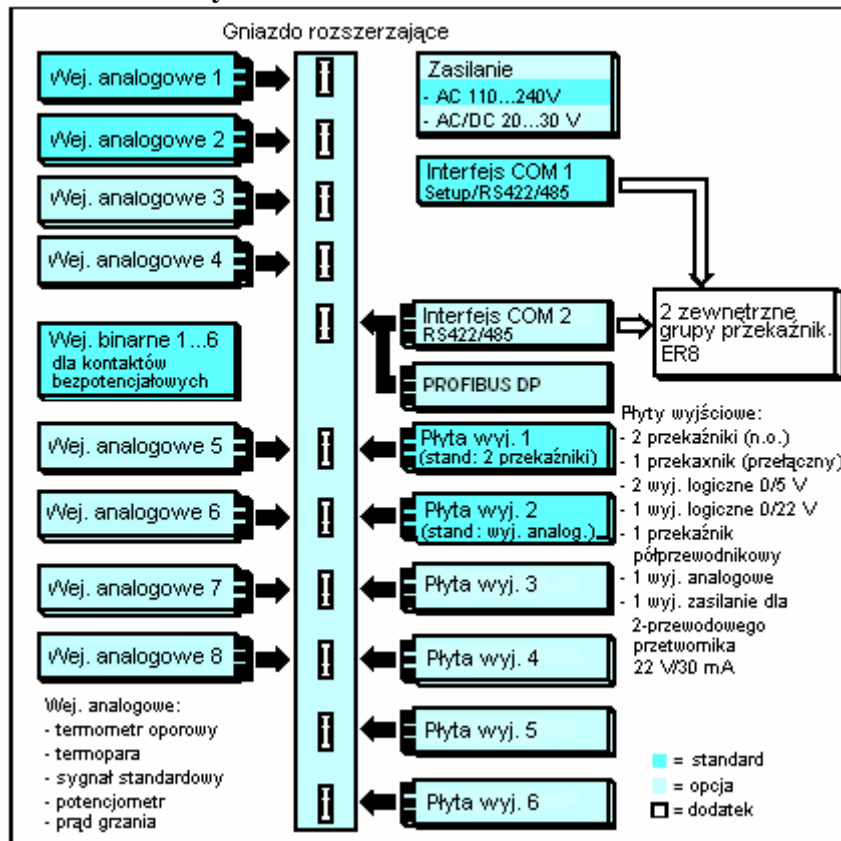 Gniazdo rozszerzające
Wej. analogowe 1
Wej. analogowe 2
Wej. analogowe 3
Wej. analogowe 4
Wej. binarne 1...6
dla kontaktów
bezpotencjałowych
Wej. analogowe 5
Wej. analogowe 6
Wej. analogowe 7
Wej. analogowe 8
Wej. analogowe:
- termometr oporowy
- termopara
- sygnał standardowy
- potencjometr
- prąd grzania
Zasilanie
- AC 110...240V
- AC/DC 20...30 V
Interfejs COM 1
Setup/RS422/485
Interfejs COM 2
RS422/485
PROFIBUS DP
2 zewnętrzne
grupy przekaźnik.
ER8
Płyta wyj. 1
(stand: 2 przekaźniki)
Płyta wyj. 2
(stand: wyj. analog.)
Płyta wyj. 3
Płyta wyj. 4
Płyta wyj. 5
Płyta wyj. 6
Płyty wyjściowe:
- 2 przekaźniki (n.o.)
- 1 przekaxnik (przełączny)
- 2 wyj. logiczne 0/5 V
- 1 wyj. logiczne 0/22 V
- 1 przekaźnik
półprzewodnikowy
- 1 wyj. analogowe
- 1 wyj. zasilanie dla
2-przewodowego
przetwornika
22 V/30 mA
= standard
= opcja
= dodatek